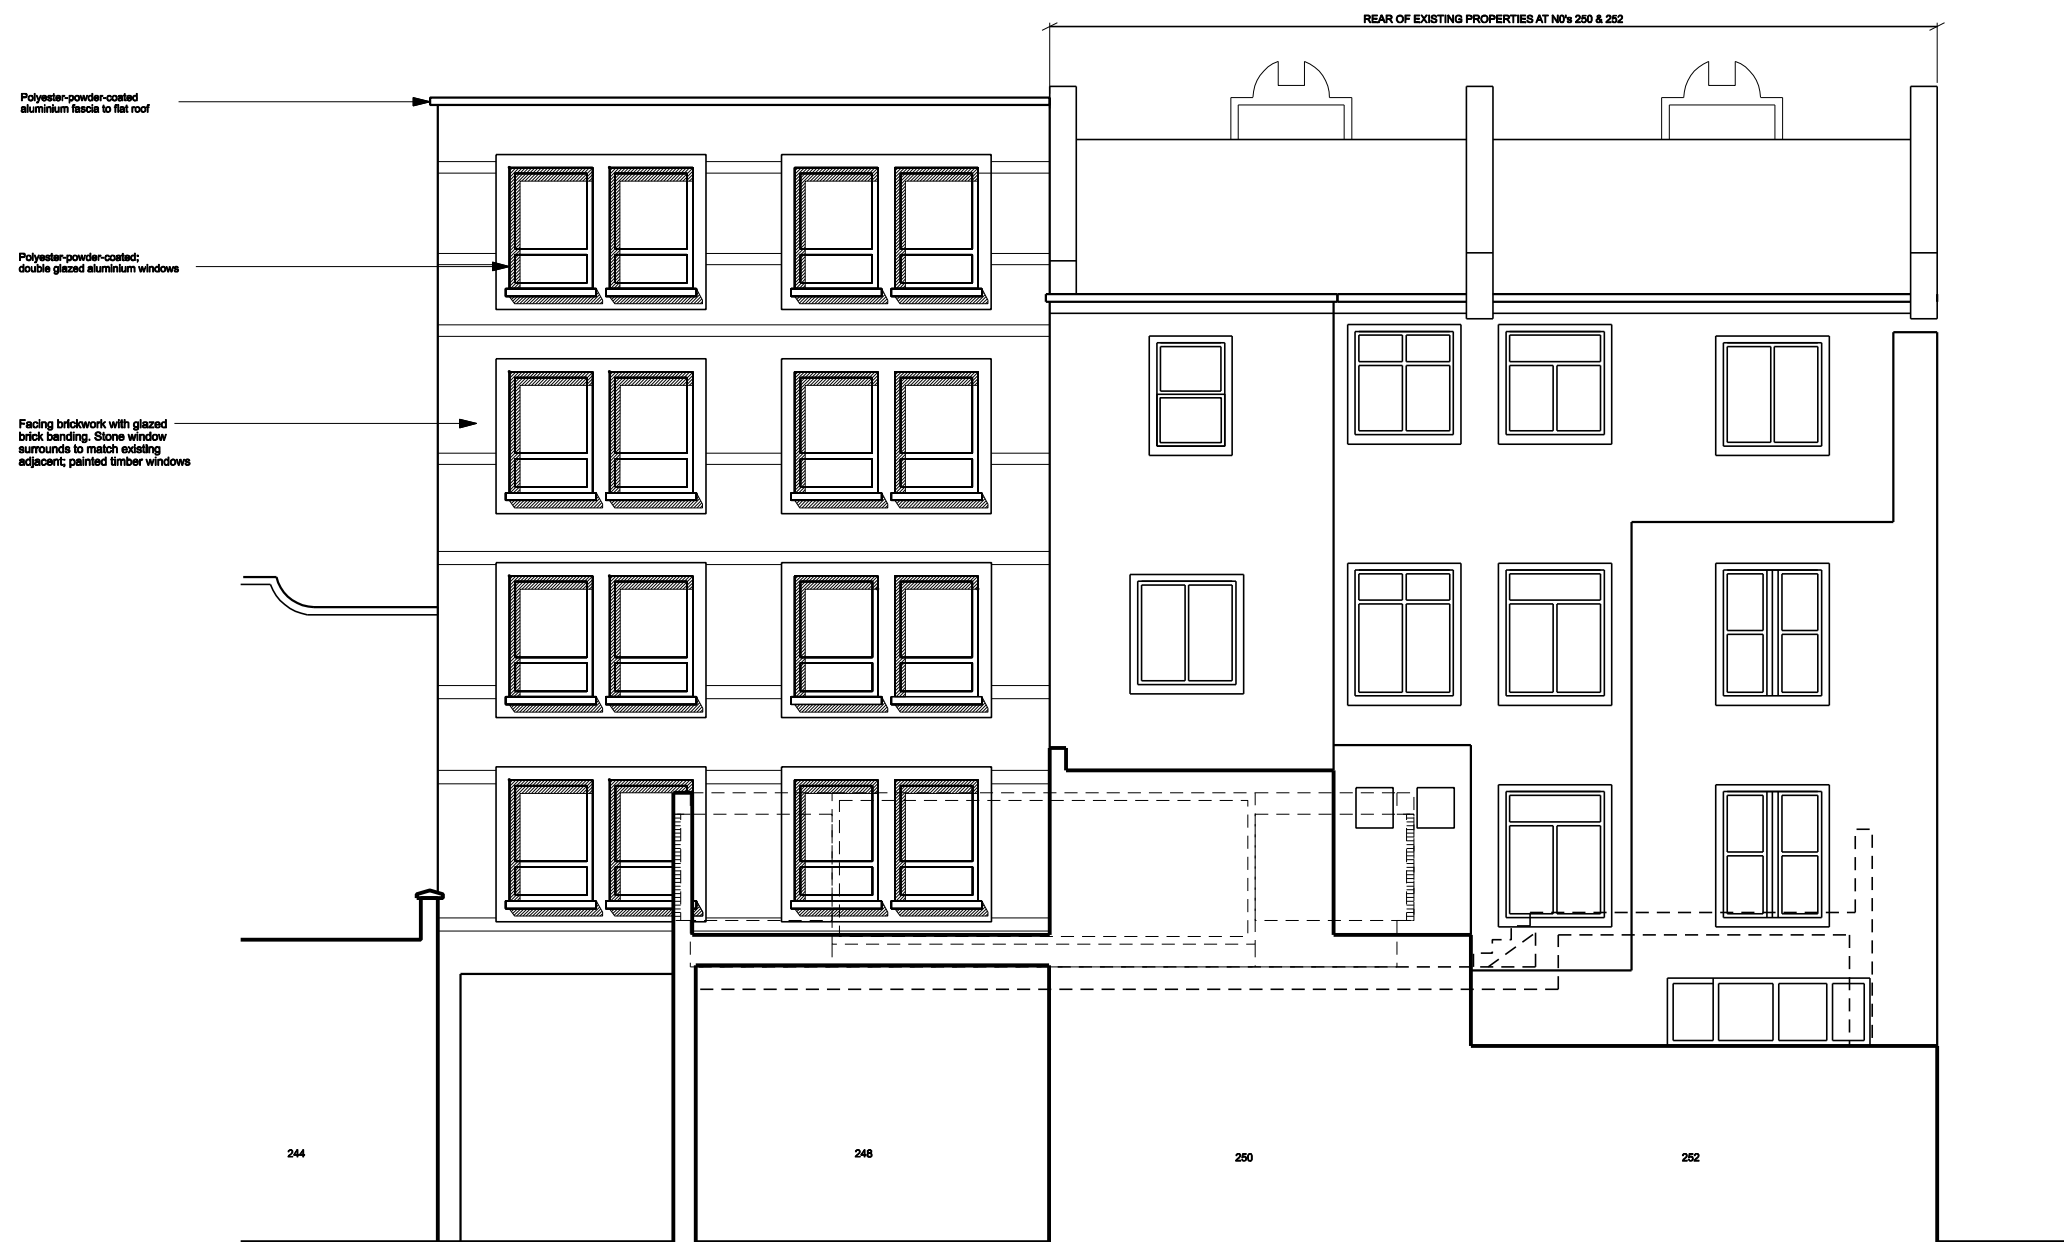 REAR OF EXISTING PROPERTIES AT N0's 250 & 252
Polyester-powder-coated
aluminium fascia to flat roof
Polyester-powder-coated;
double glazed aluminium windows
Facing brickwork with glazed
brick banding. Stone window
surrounds to match existing
adjacent; painted timber windows
244
248
250
252